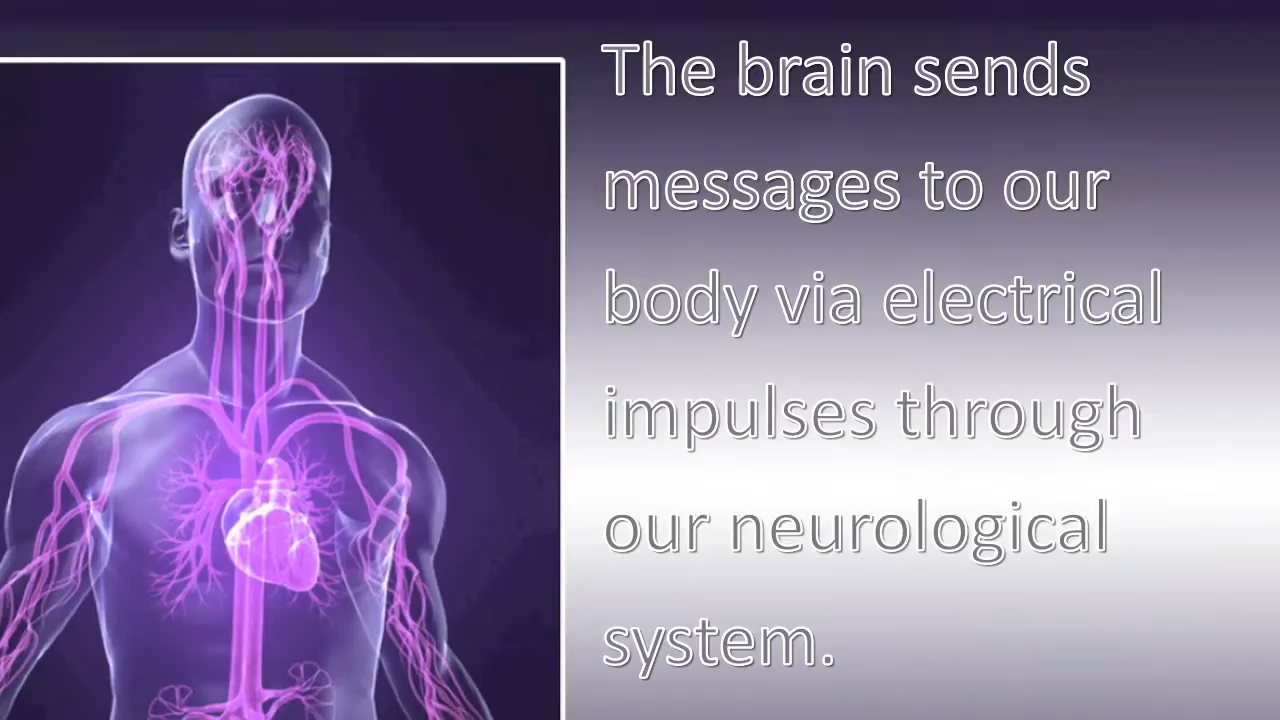 The brain sends
messages to our
body via electrical
impulses through
our neurological
system.